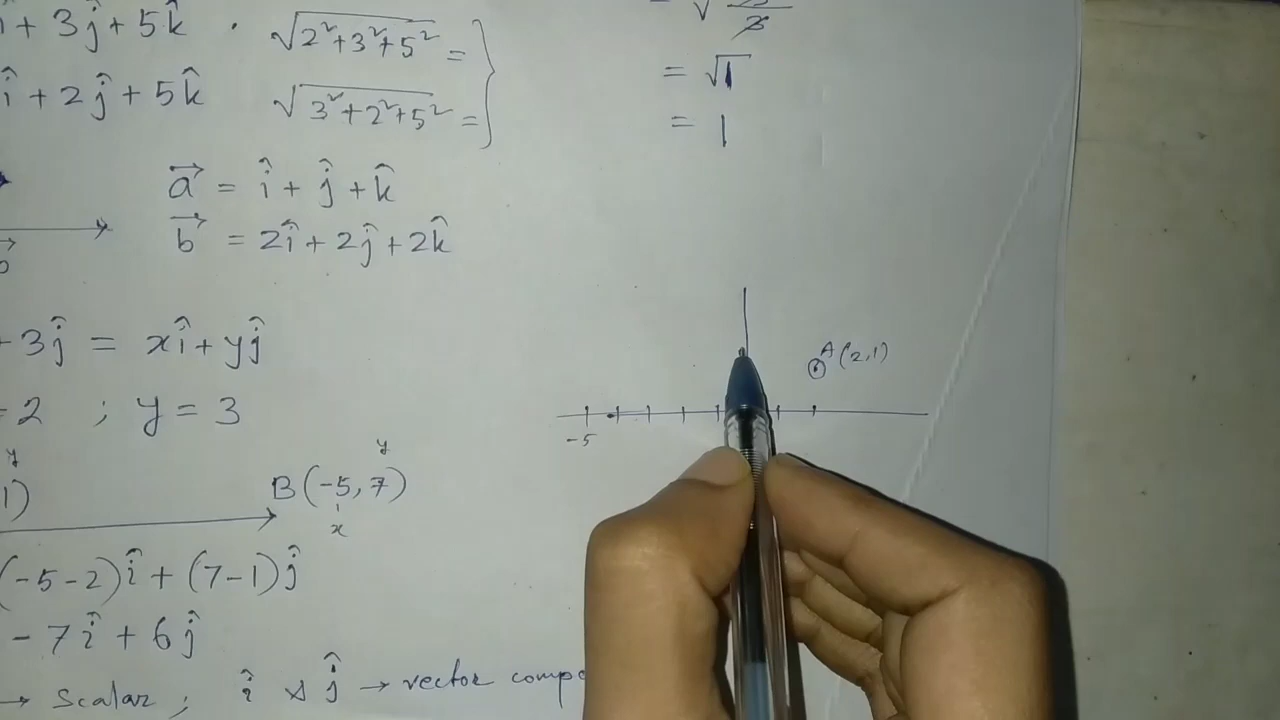 î + 3ĵ + 5k̂ . √2²+3²+5² =
î + 2ĵ + 5k̂ √3²+2²+5² =
a⃗ = î + ĵ + k̂
b⃗ = 2î + 2ĵ + 2k̂
+ 3ĵ = xî + yĵ
= 2 ; y = 3
y y
1) B(-5, 7)
x
(-5-2)î + (7-1)ĵ
- 7î + 6ĵ
→ Scalar ; î & ĵ → vector
= √1
= 1
A(2,1)
-5